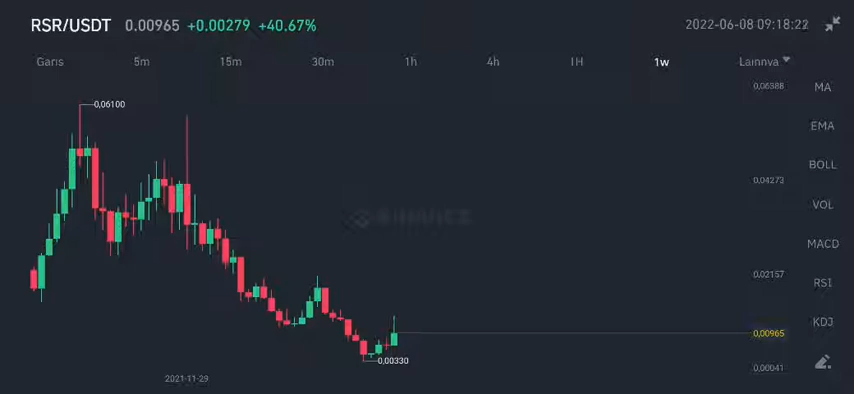 RSR/USDT 0.00965 +0.00279 +40.67% 2022-06-08 09:18:22
Garis 5m 15m 30m 1h 4h 1H 1w Lainnya
0,06388
0,06100
MA
EMA
BOLL
0,04273
VOL
BINANCE
MACD
0,02157
RSI
KDJ
0,00965
0,00330
0,00041
2021-11-29